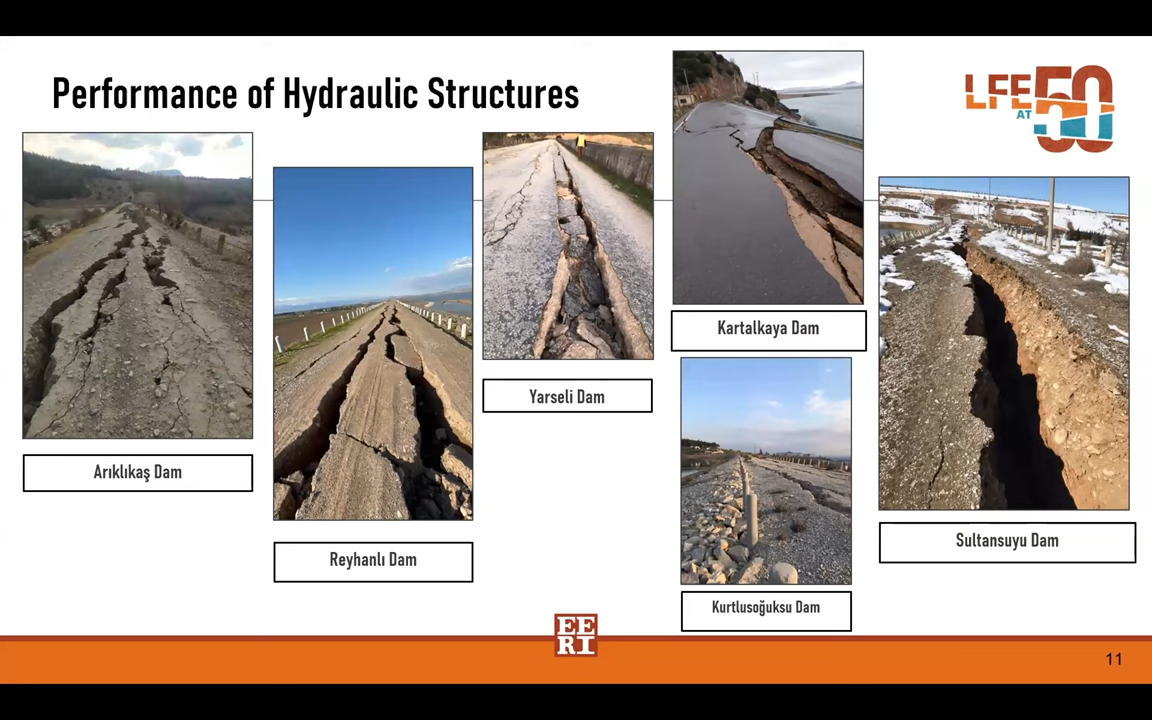 Performance of Hydraulic Structures
LFE
AT
50
Arıklıkaş Dam
Reyhanlı Dam
Yarseli Dam
Kartalkaya Dam
Kurtlusoğuksu Dam
Sultansuyu Dam
EE
RI
11